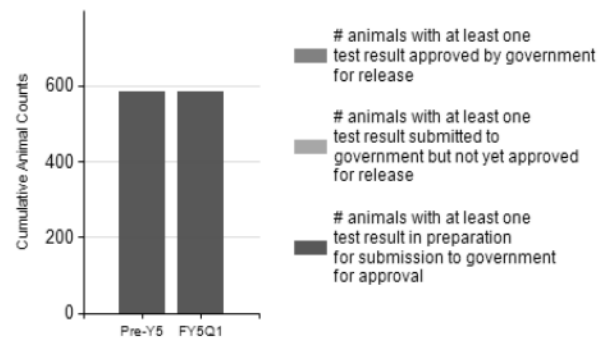 Cumulative Animal Counts
600
400
200
0
Pre-Y5 FY5Q1
# animals with at least one
test result approved by government
for release
# animals with at least one
test result submitted to
government but not yet approved
for release
# animals with at least one
test result in preparation
for submission to government
for approval